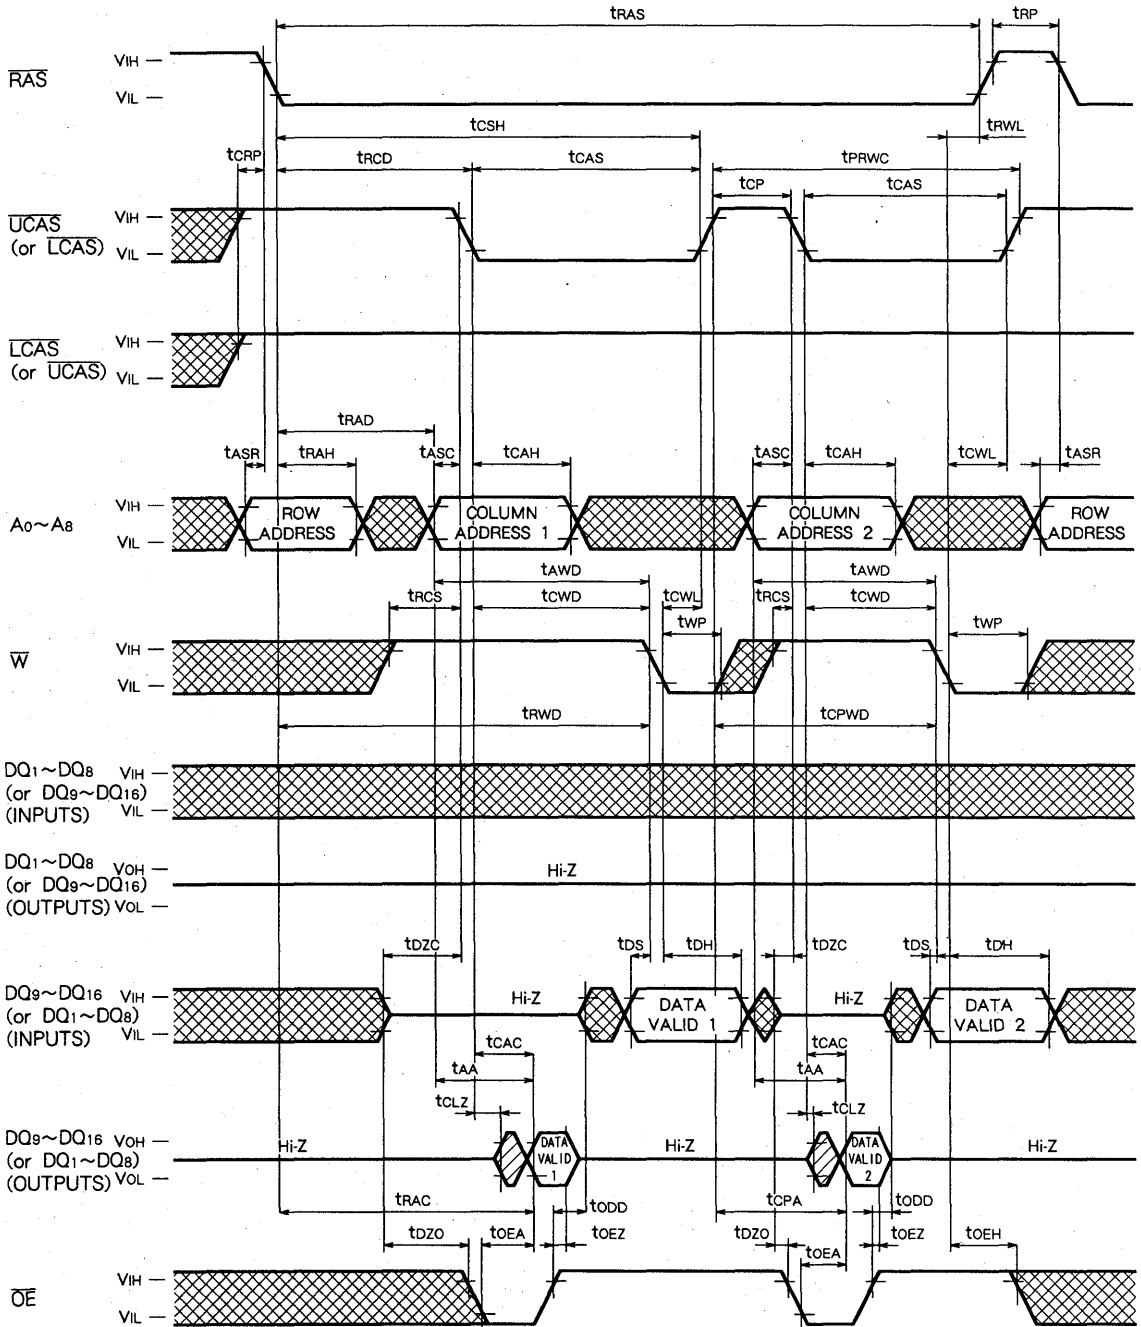 tRAS tRP
RAS VIH
VIL
tCSH tRWL
tCRP tRCD tCAS tPRWC
tCP tCAS
UCAS VIH
(or LCAS) VIL
LCAS VIH
(or UCAS) VIL
tRAD
tASR tRAH tASC tCAH tASC tCAH tCWL tASR
A0~A8 VIH
VIL
ROW ADDRESS
COLUMN ADDRESS 1
COLUMN ADDRESS 2
ROW ADDRESS
tAWD tAWD
tRCS tCWD tCWL tRCS tCWD
tWP tWP
W VIH
VIL
tRWD tCPWD
DQ1~DQ8 VIH
(or DQ9~DQ16)
(INPUTS) VIL
DQ1~DQ8 VOH
(or DQ9~DQ16)
(OUTPUTS) VOL
Hi-Z
tDZC tDS tDH tDZC tDS tDH
DQ9~DQ16 VIH
(or DQ1~DQ8)
(INPUTS) VIL
Hi-Z
DATA VALID 1
Hi-Z
DATA VALID 2
tCAC tCAC
tAA tAA
tCLZ tCLZ
DQ9~DQ16 VOH
(or DQ1~DQ8)
(OUTPUTS) VOL
Hi-Z
DATA VALID 1
Hi-Z
DATA VALID 2
Hi-Z
tRAC tODD tCPA tODD
tDZO tOEA tOEZ tDZO tOEA tOEZ tOEH
OE VIH
VIL